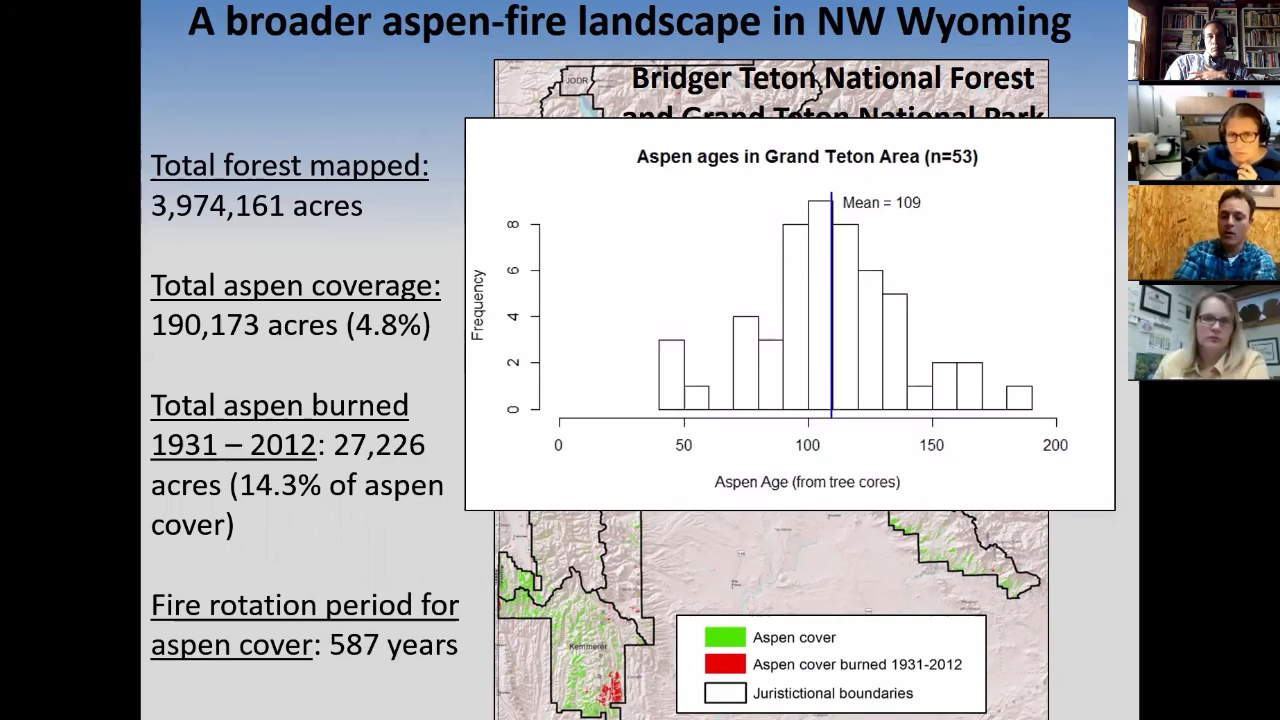 A broader aspen-fire landscape in NW Wyoming
Bridger Teton National Forest
and Grand Teton National Park
JODR
Total forest mapped:
3,974,161 acres
Total aspen coverage:
190,173 acres (4.8%)
Total aspen burned
1931 – 2012: 27,226
acres (14.3% of aspen
cover)
Fire rotation period for
aspen cover: 587 years
Aspen ages in Grand Teton Area (n=53)
Mean = 109
Frequency
8
6
4
2
0
0 50 100 150 200
Aspen Age (from tree cores)
Kemmerer
Aspen cover
Aspen cover burned 1931-2012
Juristictional boundaries